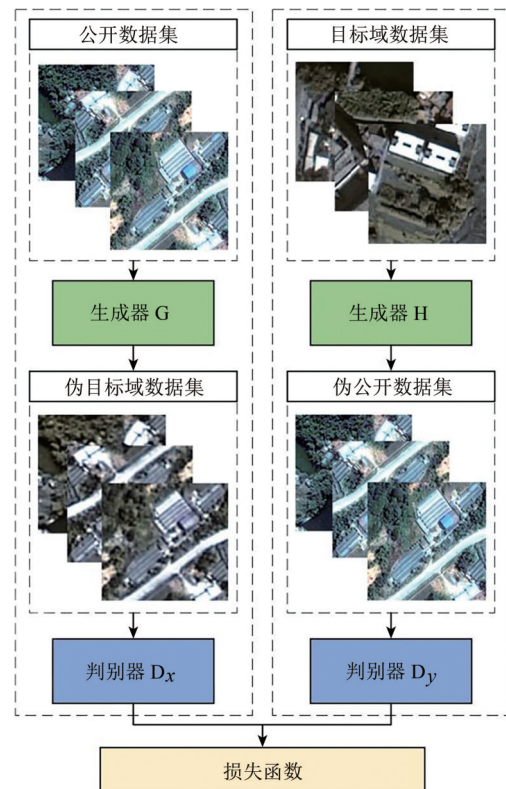 公开数据集
目标域数据集
生成器 G
生成器 H
伪目标域数据集
伪公开数据集
判别器 Dx
判别器 Dy
损失函数